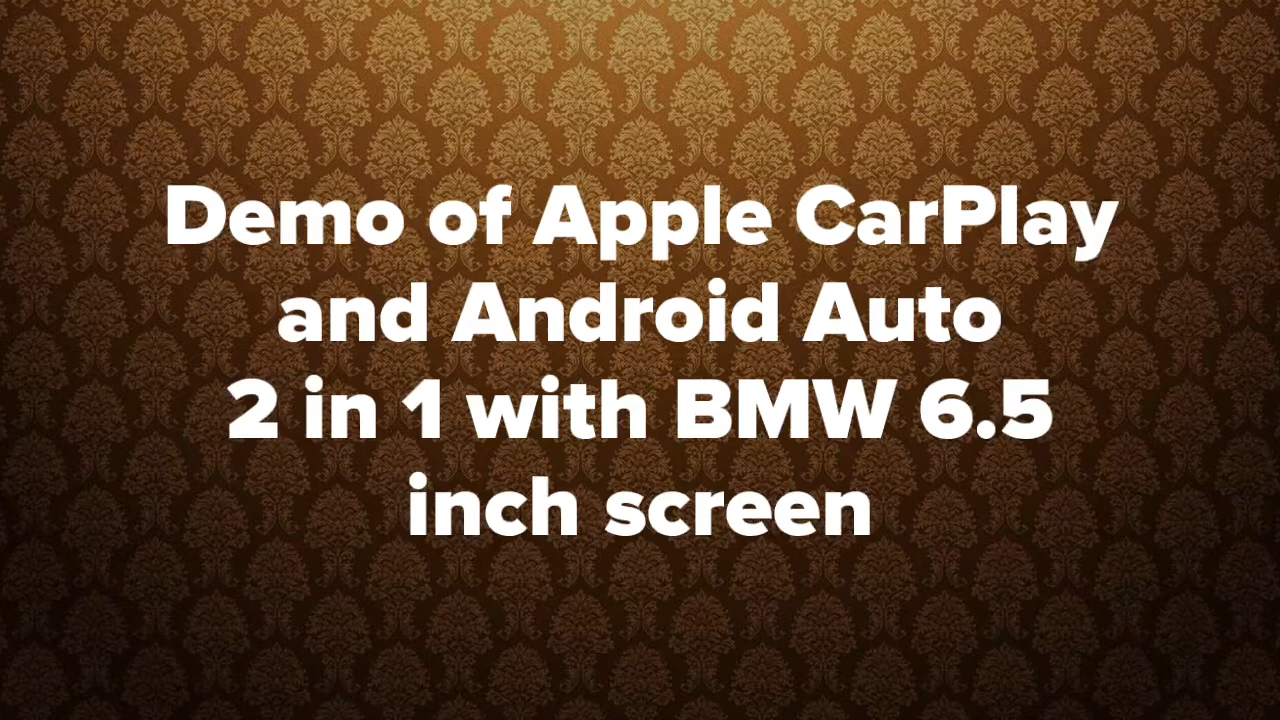 Demo of Apple CarPlay
and Android Auto
2 in 1 with BMW 6.5
inch screen